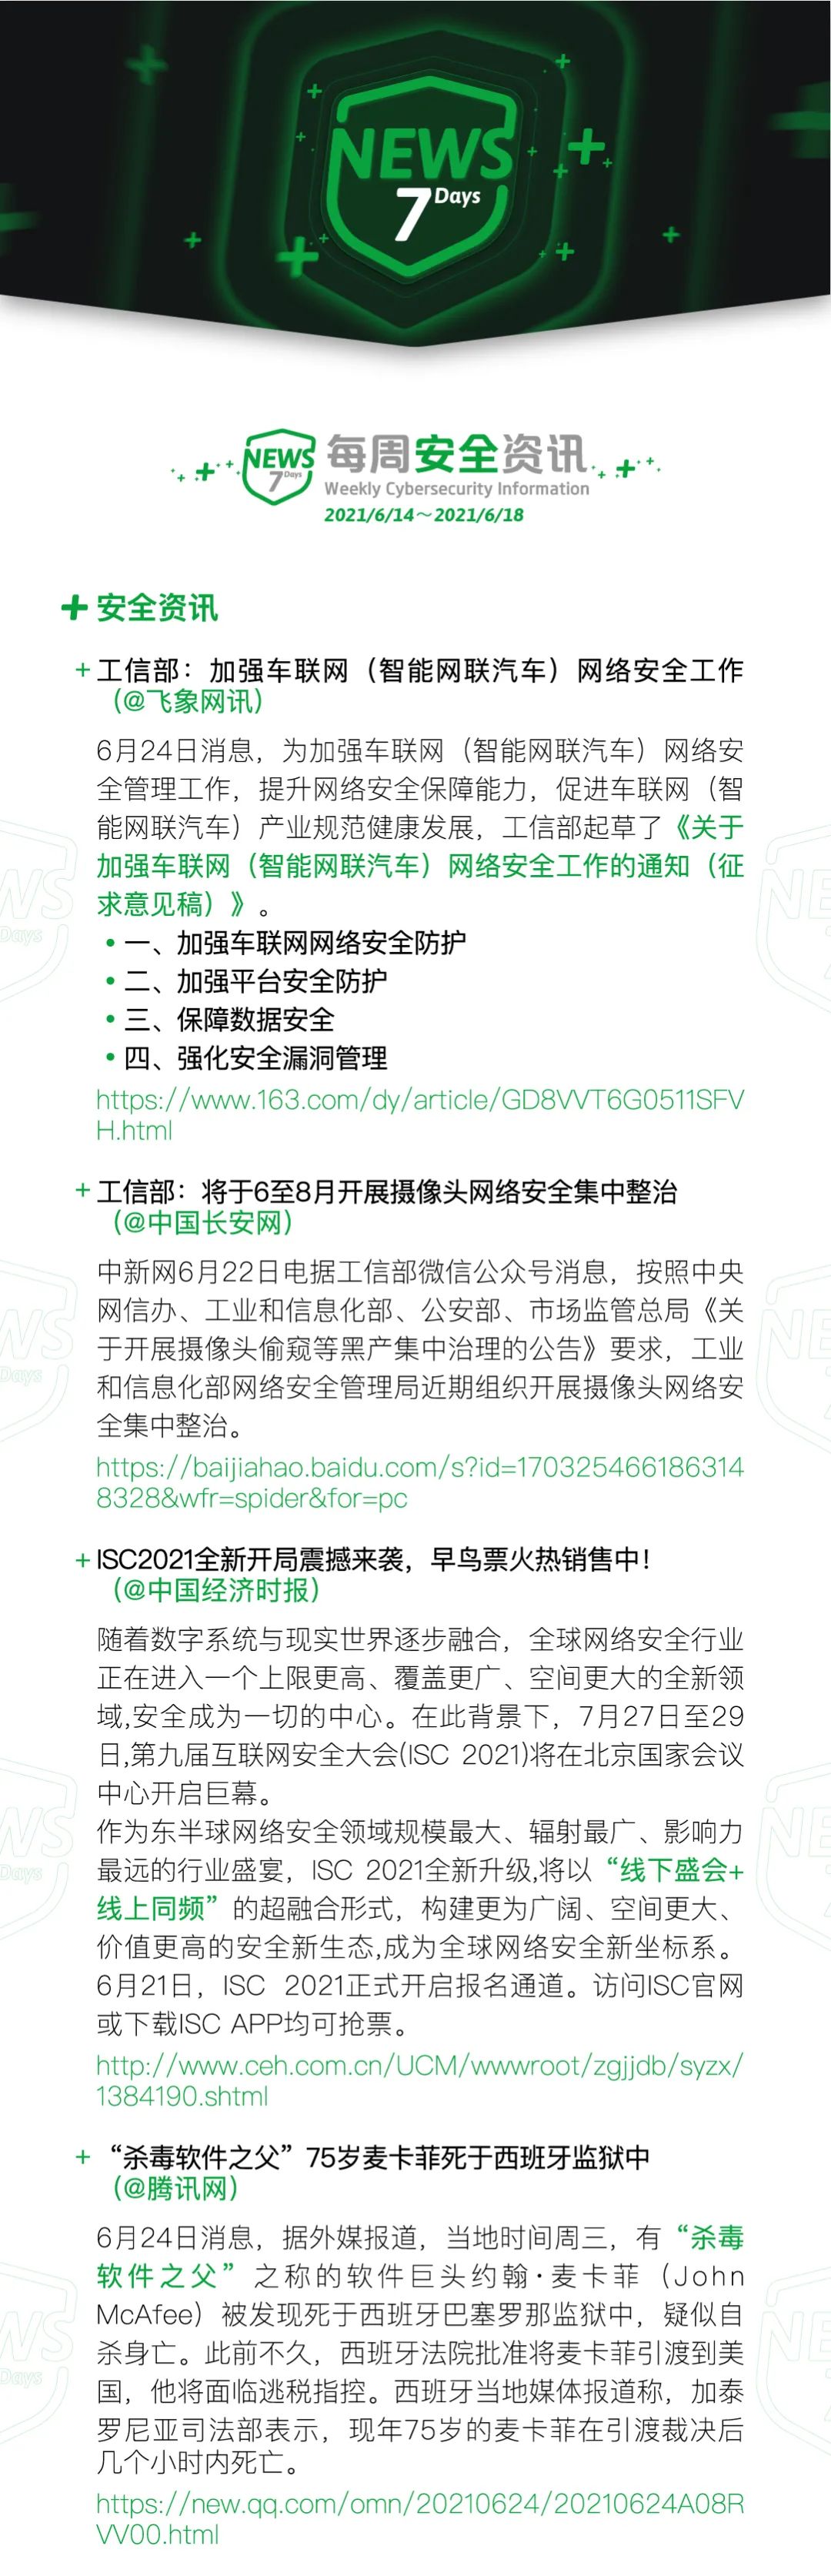 NEWS
7 Days
NEWS
7 Days
每周安全资讯
Weekly Cybersecurity Information
2021/6/14～2021/6/18
安全资讯
+ 工信部：加强车联网（智能网联汽车）网络安全工作
（@飞象网讯）
6月24日消息，为加强车联网（智能网联汽车）网络安
全管理工作，提升网络安全保障能力，促进车联网（智
能网联汽车）产业规范健康发展，工信部起草了《关于
加强车联网（智能网联汽车）网络安全工作的通知（征
求意见稿）》。
• 一、加强车联网网络安全防护
• 二、加强平台安全防护
• 三、保障数据安全
• 四、强化安全漏洞管理
https://www.163.com/dy/article/GD8VVT6G0511SFV
H.html
+ 工信部：将于6至8月开展摄像头网络安全集中整治
（@中国长安网）
中新网6月22日电据工信部微信公众号消息，按照中央
网信办、工业和信息化部、公安部、市场监管总局《关
于开展摄像头偷窥等黑产集中治理的公告》要求，工业
和信息化部网络安全管理局近期组织开展摄像头网络安
全集中整治。
https://baijiahao.baidu.com/s?id=170325466186314
8328&wfr=spider&for=pc
+ ISC2021全新开局震撼来袭，早鸟票火热销售中！
（@中国经济时报）
随着数字系统与现实世界逐步融合，全球网络安全行业
正在进入一个上限更高、覆盖更广、空间更大的全新领
域,安全成为一切的中心。在此背景下，7月27日至29
日,第九届互联网安全大会(ISC 2021)将在北京国家会议
中心开启巨幕。
作为东半球网络安全领域规模最大、辐射最广、影响力
最远的行业盛宴，ISC 2021全新升级,将以“线下盛会+
线上同频”的超融合形式，构建更为广阔、空间更大、
价值更高的安全新生态,成为全球网络安全新坐标系。
6月21日，ISC 2021正式开启报名通道。访问ISC官网
或下载ISC APP均可抢票。
http://www.ceh.com.cn/UCM/wwwroot/zgjjdb/syzx/
1384190.shtml
+ “杀毒软件之父”75岁麦卡菲死于西班牙监狱中
（@腾讯网）
6月24日消息，据外媒报道，当地时间周三，有“杀毒
软件之父”之称的软件巨头约翰·麦卡菲（John
McAfee）被发现死于西班牙巴塞罗那监狱中，疑似自
杀身亡。此前不久，西班牙法院批准将麦卡菲引渡到美
国，他将面临逃税指控。西班牙当地媒体报道称，加泰
罗尼亚司法部表示，现年75岁的麦卡菲在引渡裁决后
几个小时内死亡。
https://new.qq.com/omn/20210624/20210624A08R
VV00.html